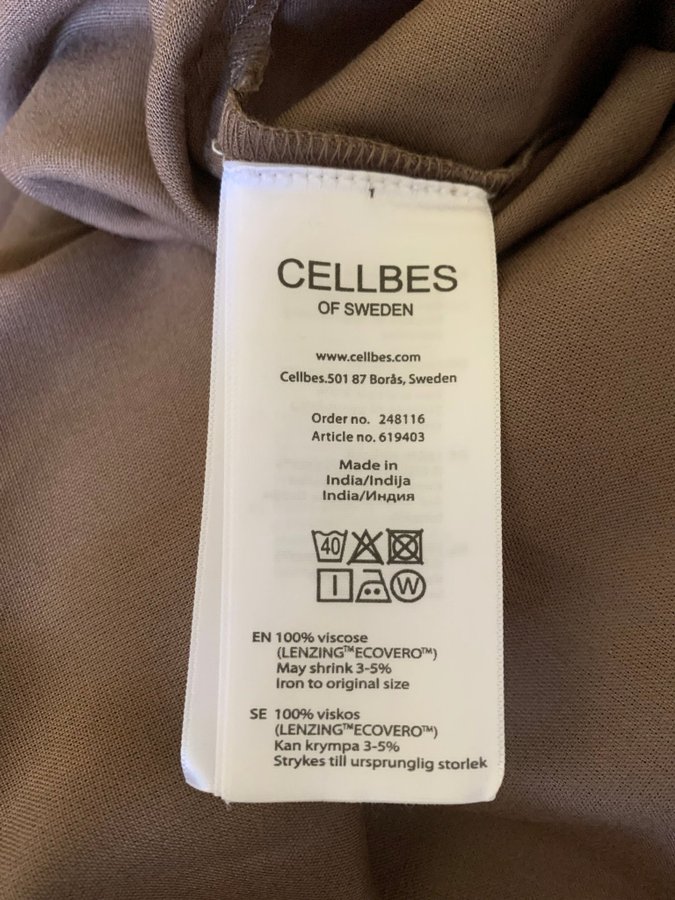 CELLBES
OF SWEDEN
www.cellbes.com
Cellbes.501 87 Borås, Sweden
Order no. 248116
Article no. 619403
Made in
India/Indija
India/Индия
40
I W
EN 100% viscose
(LENZING™ECOVERO™)
May shrink 3-5%
Iron to original size
SE 100% viskos
(LENZING™ECOVERO™)
Kan krympa 3-5%
Strykes till ursprunglig storlek